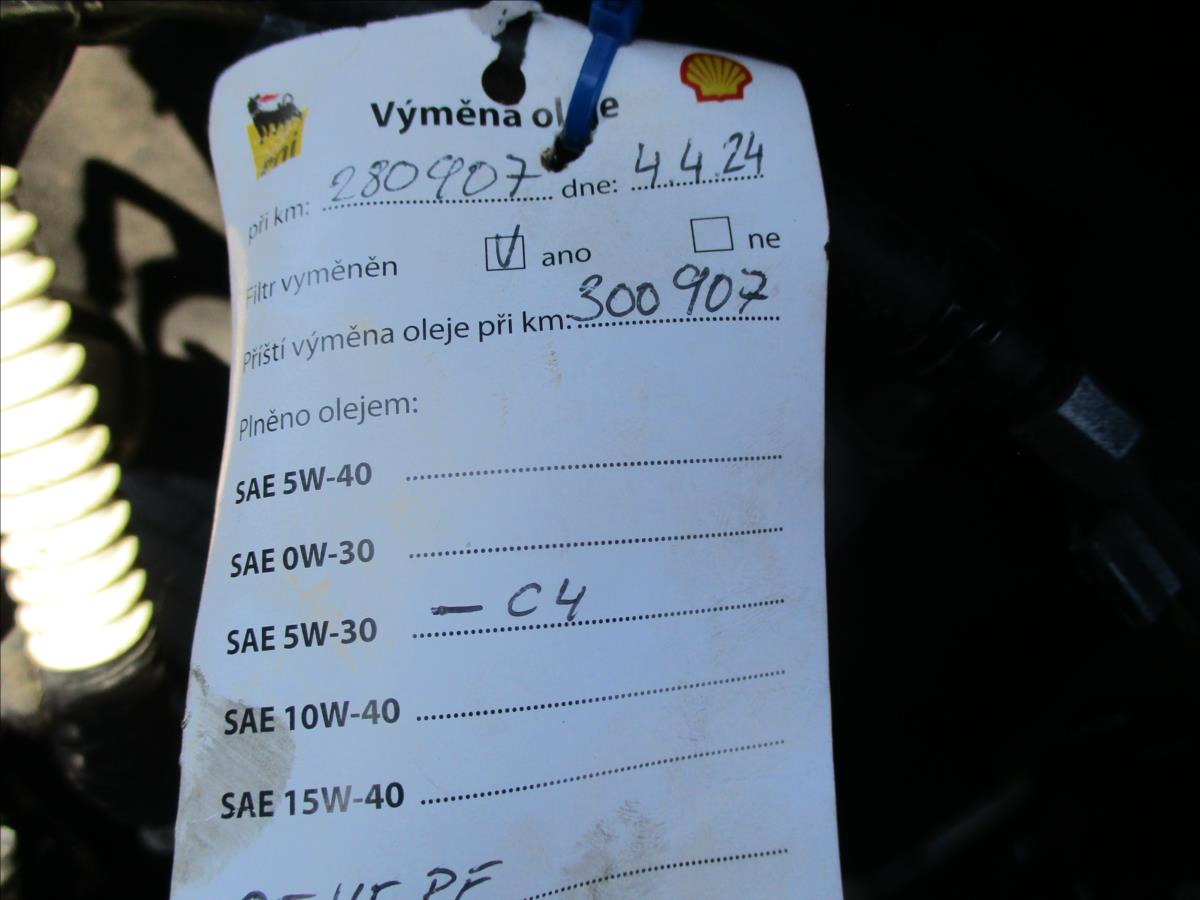 eni
Výměna oleje
při km: 280907 dne: 4.4.24
Filtr vyměněn V ano ne
Příští výměna oleje při km: 300907
Plněno olejem:
SAE 5W-40
SAE 0W-30
SAE 5W-30 – C4
SAE 10W-40
SAE 15W-40